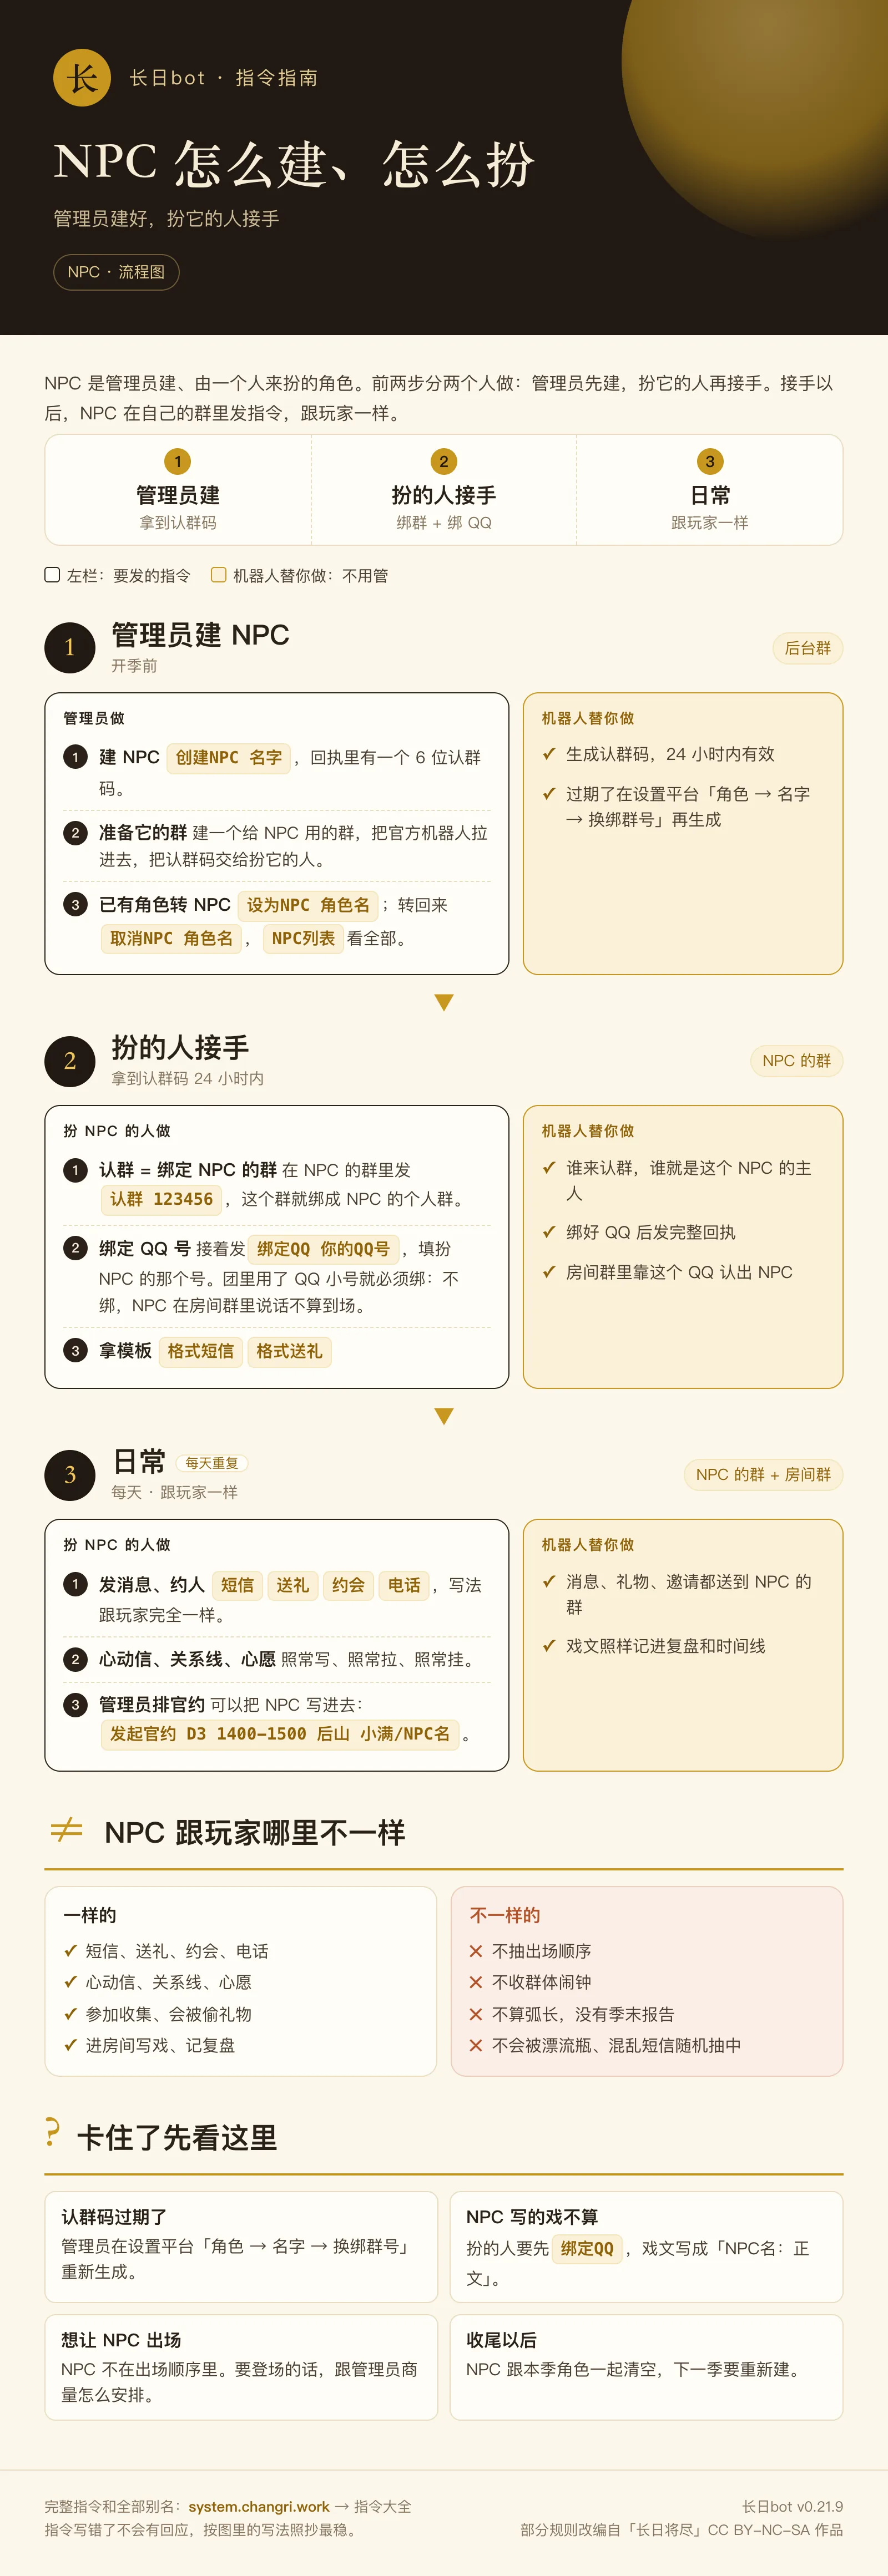 长
长日bot · 指令指南
NPC 怎么建、怎么扮
管理员建好，扮它的人接手
NPC · 流程图
NPC 是管理员建、由一个人来扮的角色。前两步分两个人做：管理员先建，扮它的人再接手。接手以
后，NPC 在自己的群里发指令，跟玩家一样。
1
管理员建
拿到认群码
2
扮的人接手
绑群 + 绑 QQ
3
日常
跟玩家一样
左栏：要发的指令
机器人替你做：不用管
1
管理员建 NPC
开季前
后台群
管理员做
1 建 NPC 创建NPC 名字，回执里有一个 6 位认群
码。
2 准备它的群 建一个给 NPC 用的群，把官方机器人拉
进去，把认群码交给扮它的人。
3 已有角色转 NPC 设为NPC 角色名；转回来
取消NPC 角色名，NPC列表 看全部。
机器人替你做
✓ 生成认群码，24 小时内有效
✓ 过期了在设置平台「角色 → 名字
→ 换绑群号」再生成
▼
2
扮的人接手
拿到认群码 24 小时内
NPC 的群
扮 NPC 的人做
1 认群 = 绑定 NPC 的群 在 NPC 的群里发
认群 123456，这个群就绑成 NPC 的个人群。
2 绑定 QQ 号 接着发 绑定QQ 你的QQ号，填扮
NPC 的那个号。团里用了 QQ 小号就必须绑：不
绑，NPC 在房间群里说话不算到场。
3 拿模板 格式短信 格式送礼
机器人替你做
✓ 谁来认群，谁就是这个 NPC 的主
人
✓ 绑好 QQ 后发完整回执
✓ 房间群里靠这个 QQ 认出 NPC
▼
3
日常 每天重复
每天 · 跟玩家一样
NPC 的群 + 房间群
扮 NPC 的人做
1 发消息、约人 短信 送礼 约会 电话，写法
跟玩家完全一样。
2 心动信、关系线、心愿 照常写、照常拉、照常挂。
3 管理员排官约 可以把 NPC 写进去：
发起官约 D3 1400-1500 后山 小满/NPC名。
机器人替你做
✓ 消息、礼物、邀请都送到 NPC 的
群
✓ 戏文照样记进复盘和时间线
≠ NPC 跟玩家哪里不一样
一样的
✓ 短信、送礼、约会、电话
✓ 心动信、关系线、心愿
✓ 参加收集、会被偷礼物
✓ 进房间写戏、记复盘
不一样的
✕ 不抽出场顺序
✕ 不收群体闹钟
✕ 不算弧长，没有季末报告
✕ 不会被漂流瓶、混乱短信随机抽中
? 卡住了先看这里
认群码过期了
管理员在设置平台「角色 → 名字 → 换绑群号」
重新生成。
NPC 写的戏不算
扮的人要先 绑定QQ，戏文写成「NPC名：正
文」。
想让 NPC 出场
NPC 不在出场顺序里。要登场的话，跟管理员商
量怎么安排。
收尾以后
NPC 跟本季角色一起清空，下一季要重新建。
完整指令和全部别名：system.changri.work → 指令大全
指令写错了不会有回应，按图里的写法照抄最稳。
长日bot v0.21.9
部分规则改编自「长日将尽」CC BY-NC-SA 作品